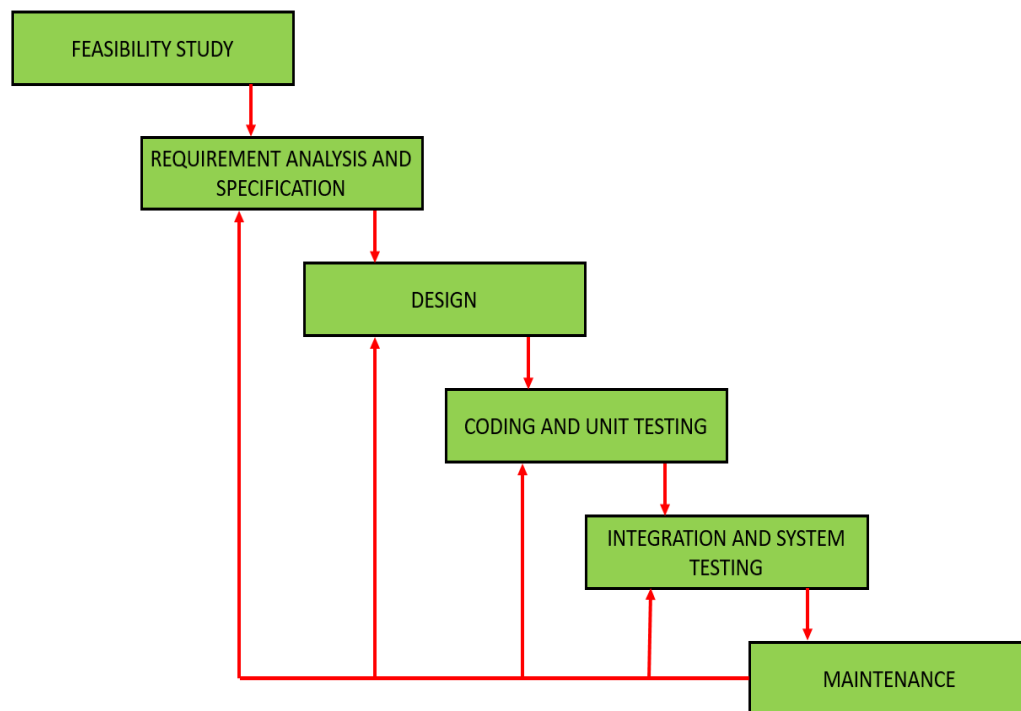 FEASIBILITY STUDY
REQUIREMENT ANALYSIS AND
SPECIFICATION
DESIGN
CODING AND UNIT TESTING
INTEGRATION AND SYSTEM
TESTING
MAINTENANCE